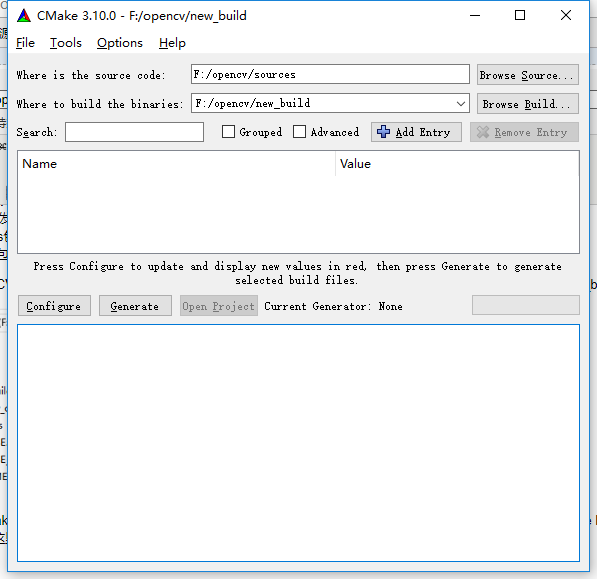 CMake 3.10.0 - F:/opencv/new_build
File Tools Options Help
Where is the source code: F:/opencv/sources Browse Source...
Where to build the binaries: F:/opencv/new_build Browse Build...
Search: Grouped Advanced Add Entry Remove Entry
Name Value
Press Configure to update and display new values in red, then press Generate to generate
selected build files.
Configure Generate Open Project Current Generator: None